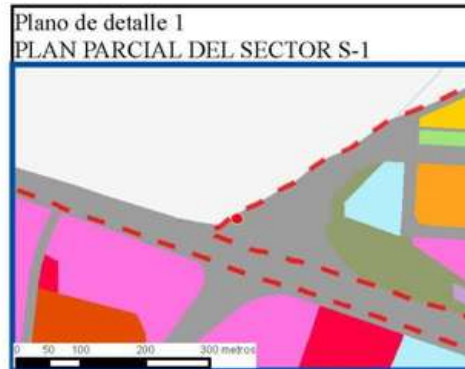 Plano de detalle 1
PLAN PARCIAL DEL SECTOR S-1
0 50 100 200 300 metros